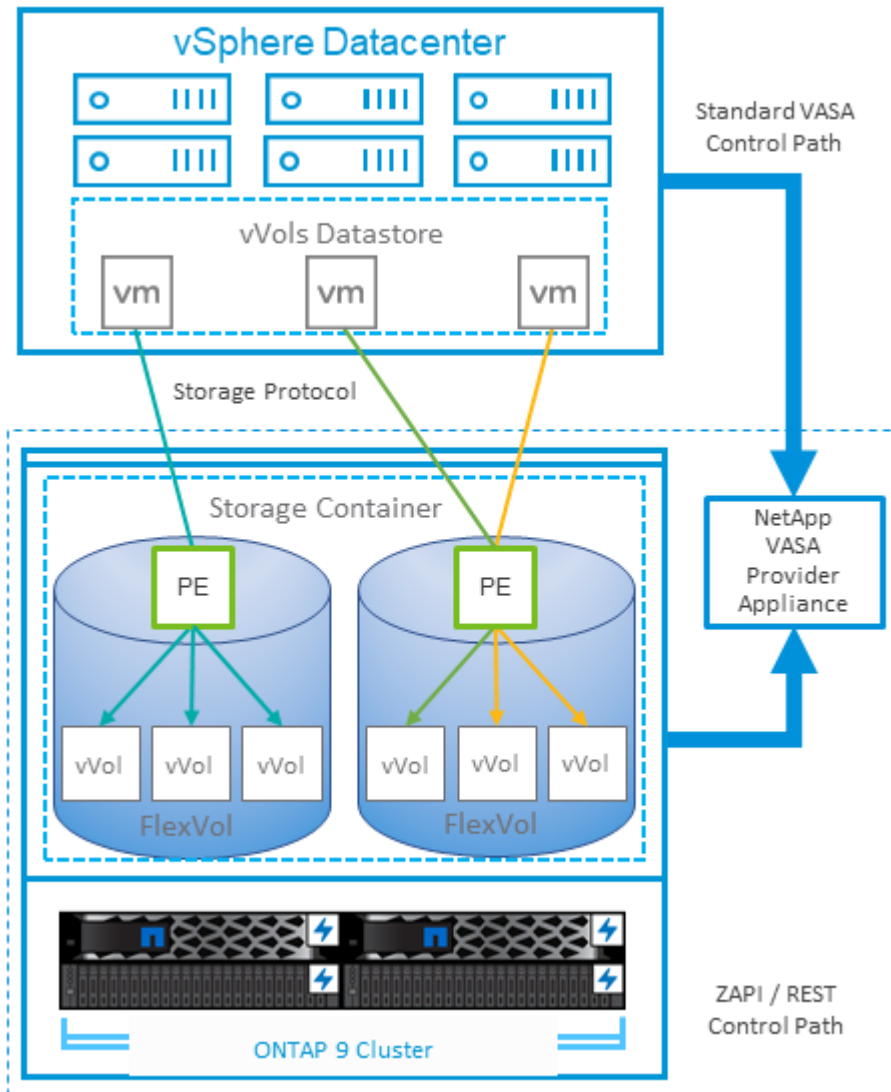 vSphere Datacenter
Standard VASA
Control Path
vVols Datastore
vm
vm
vm
Storage Protocol
Storage Container
NetApp
VASA
Provider
Appliance
PE
PE
vVol
vVol
vVol
vVol
vVol
vVol
FlexVol
FlexVol
ZAPI / REST
Control Path
ONTAP 9 Cluster